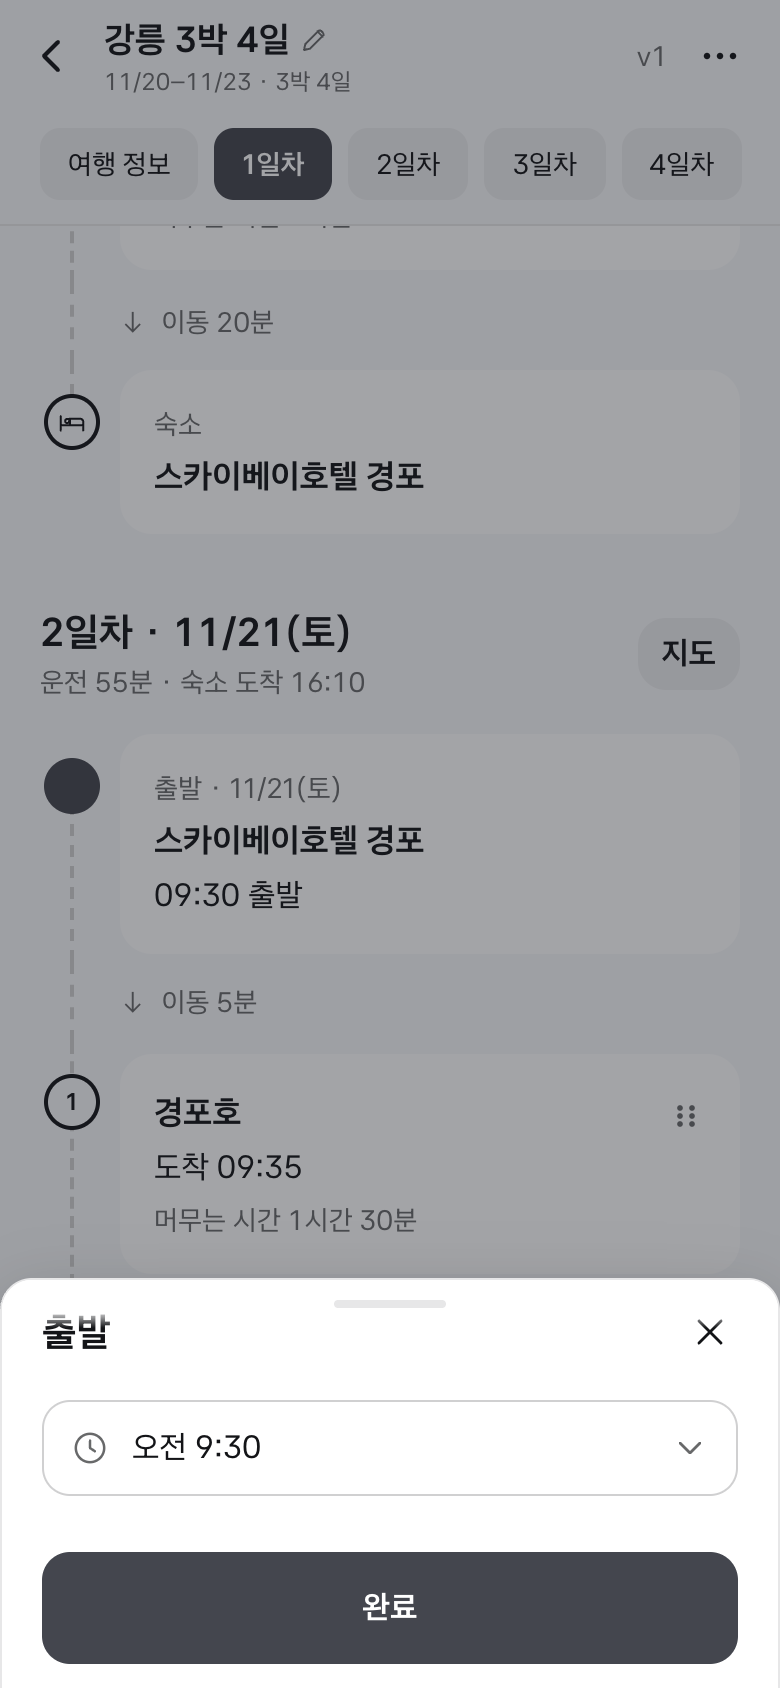 강릉 3박 4일
11/20–11/23 · 3박 4일
v1
여행 정보
1일차
2일차
3일차
4일차
이동 20분
숙소
스카이베이호텔 경포
2일차 · 11/21(토)
운전 55분 · 숙소 도착 16:10
지도
출발 · 11/21(토)
스카이베이호텔 경포
09:30 출발
이동 5분
1
경포호
도착 09:35
머무는 시간 1시간 30분
출발
오전 9:30
완료